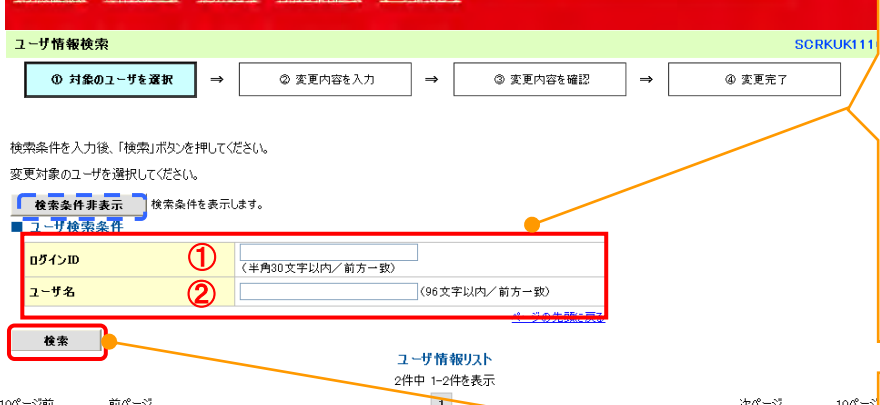 ユーザ情報検索
SCRKUK111
① 対象のユーザを選択 ⇒ ② 変更内容を入力 ⇒ ③ 変更内容を確認 ⇒ ④ 変更完了
検索条件を入力後、「検索」ボタンを押してください。
変更対象のユーザを選択してください。
検索条件非表示 検索条件を表示します。
■ ユーザ検索条件
ログインID ①
(半角30文字以内/前方一致)
ユーザ名 ② (96文字以内/前方一致)
ページの先頭に戻る
検索
ユーザ情報リスト
2件中 1-2件を表示
10ページ前 前ページ 1 次ページ 10ページ